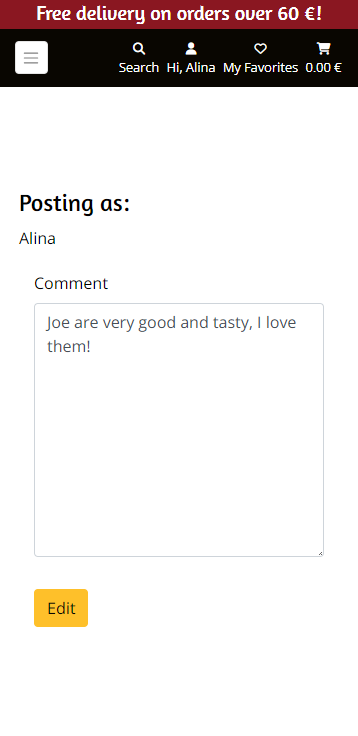 Free delivery on orders over 60 €!
Search Hi, Alina My Favorites 0.00 €
Posting as:
Alina
Comment
Joe are very good and tasty, I love
them!
Edit